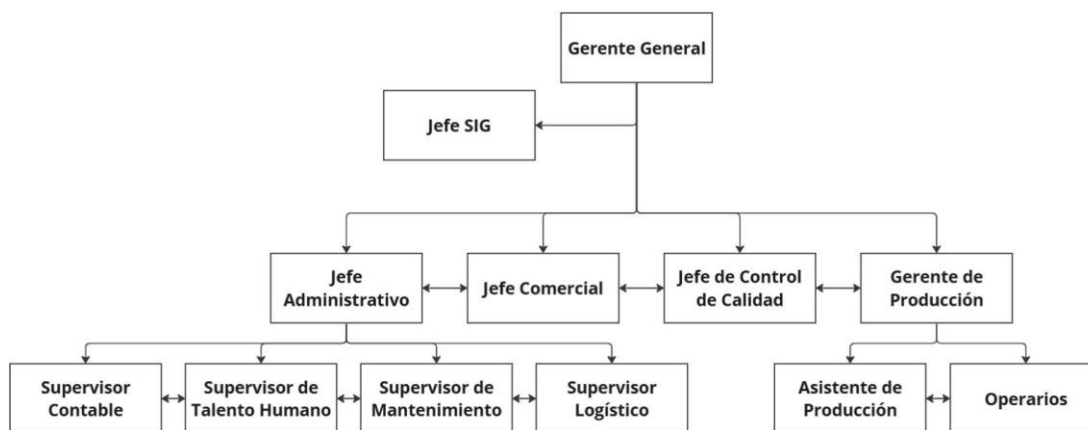 Gerente General
Jefe SIG
Jefe
Administrativo
Jefe Comercial
Jefe de Control
de Calidad
Gerente de
Producción
Supervisor
Contable
Supervisor de
Talento Humano
Supervisor de
Mantenimiento
Supervisor
Logístico
Asistente de
Producción
Operarios